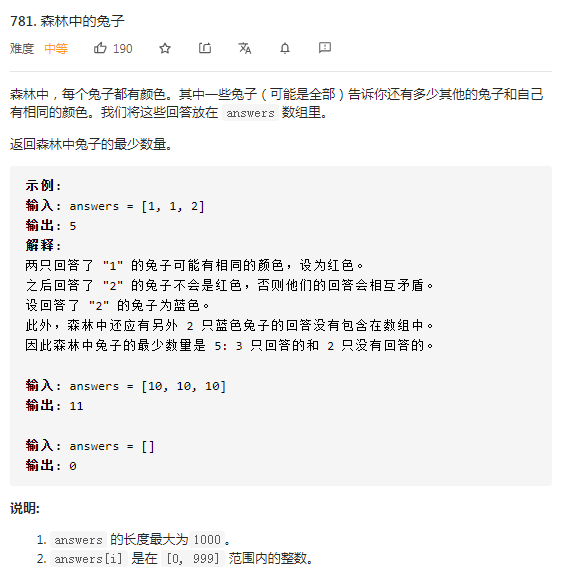 781. 森林中的兔子
难度 中等 190
森林中，每个兔子都有颜色。其中一些兔子（可能是全部）告诉你还有多少其他的兔子和自己
有相同的颜色。我们将这些回答放在 answers 数组里。
返回森林中兔子的最少数量。
示例:
输入: answers = [1, 1, 2]
输出: 5
解释:
两只回答了 "1" 的兔子可能有相同的颜色，设为红色。
之后回答了 "2" 的兔子不会是红色，否则他们的回答会相互矛盾。
设回答了 "2" 的兔子为蓝色。
此外，森林中还应有另外 2 只蓝色兔子的回答没有包含在数组中。
因此森林中兔子的最少数量是 5: 3 只回答的和 2 只没有回答的。
输入: answers = [10, 10, 10]
输出: 11
输入: answers = []
输出: 0
说明:
1. answers 的长度最大为1000。
2. answers[i] 是在 [0, 999] 范围内的整数。